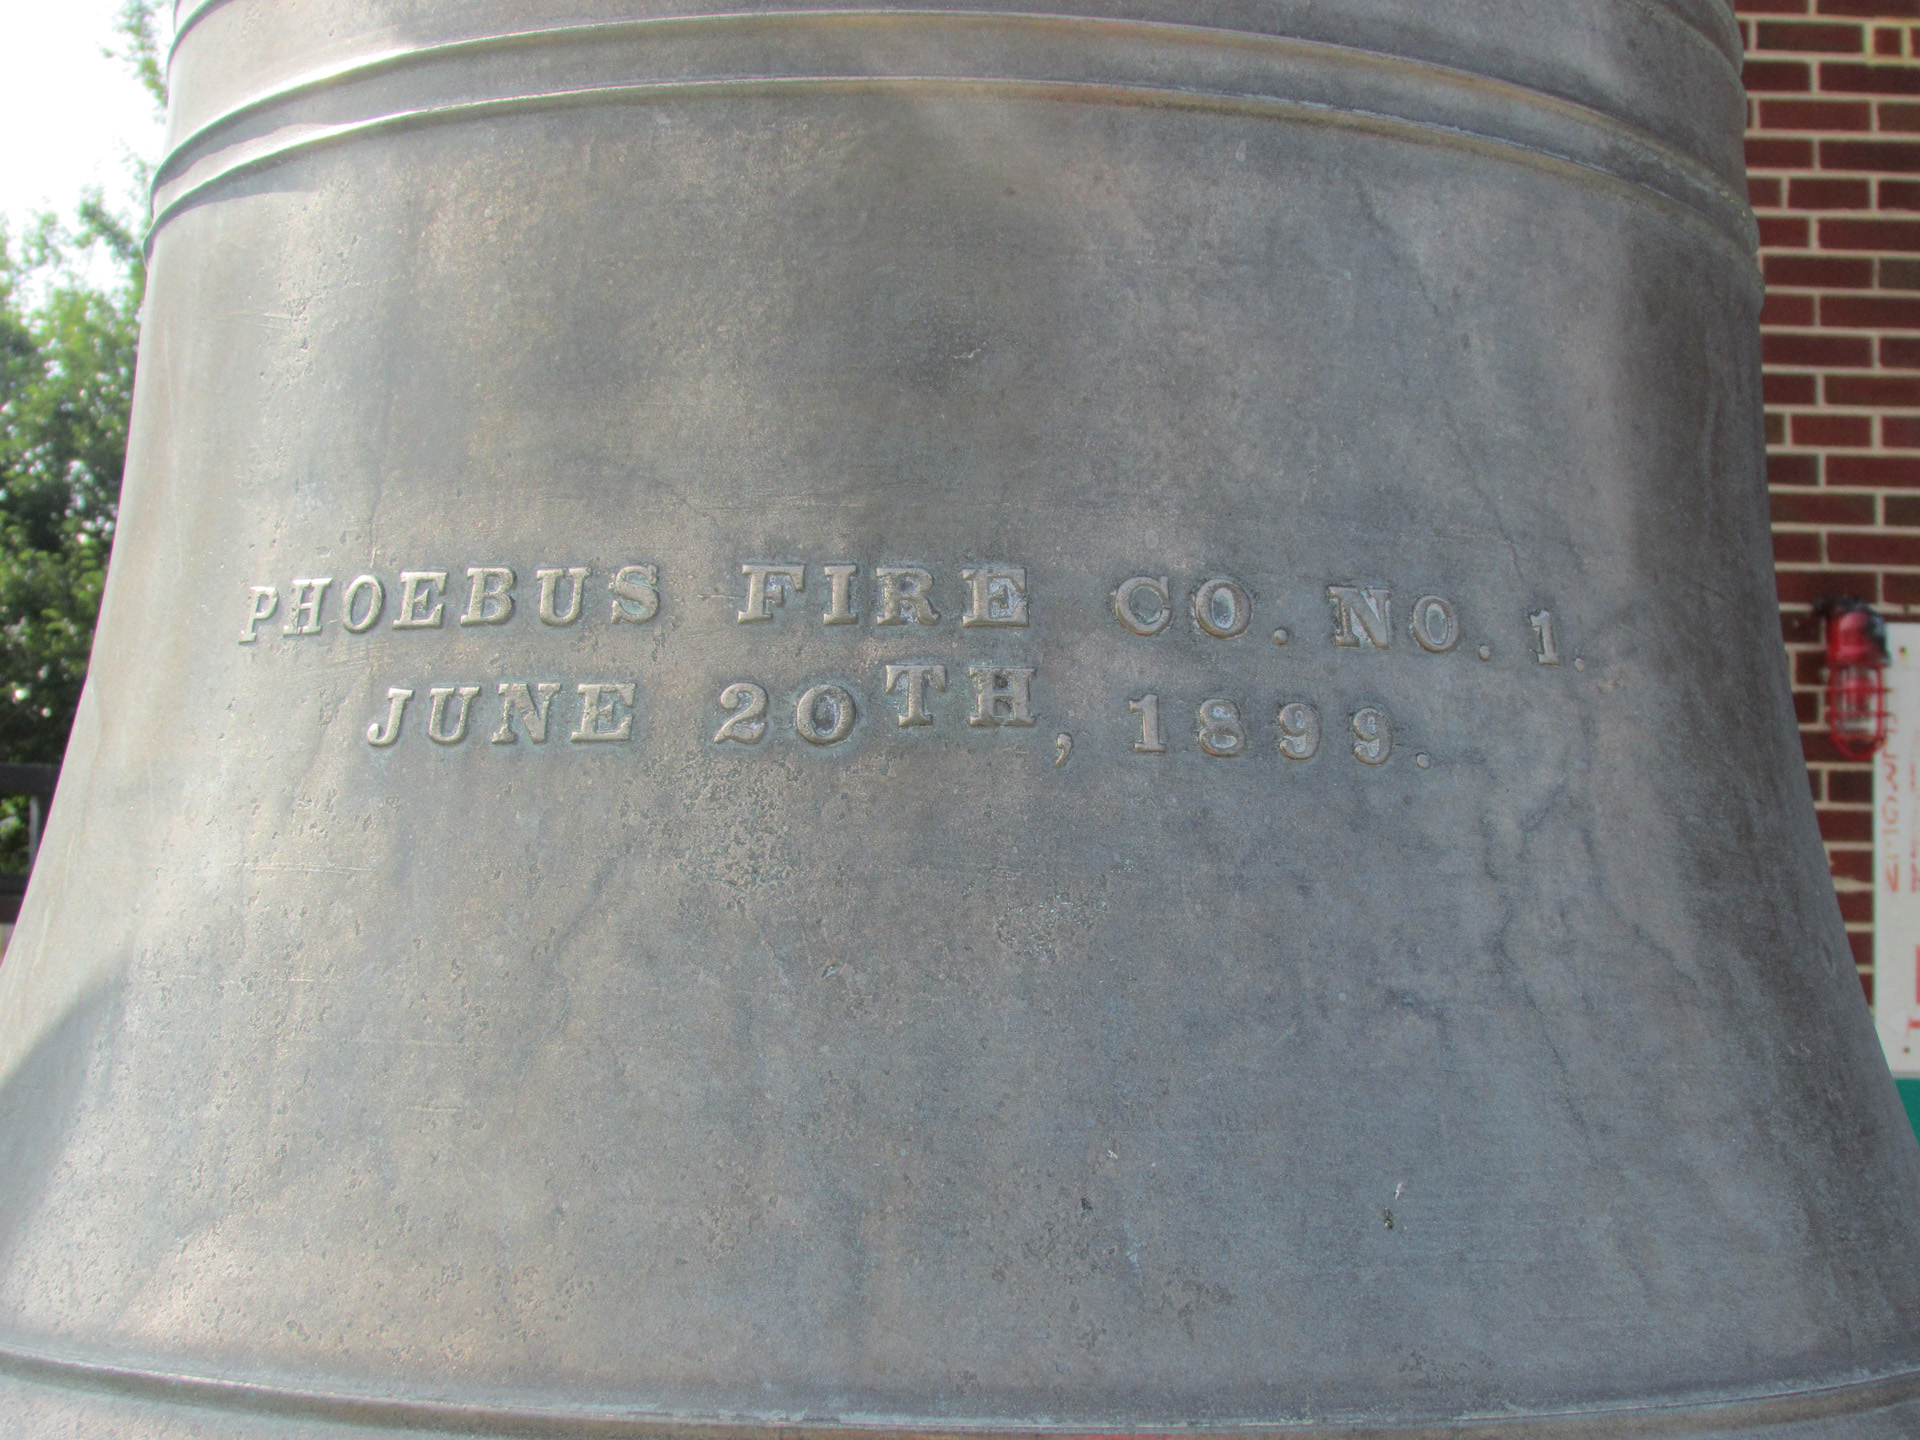 PHOEBUS FIRE CO. NO. 1.
JUNE 20TH, 1899.